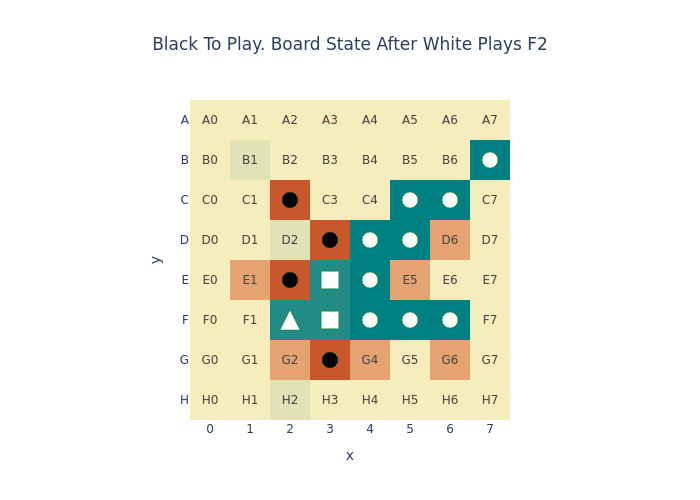 Black To Play. Board State After White Plays F2
A A0 A1 A2 A3 A4 A5 A6 A7
B B0 B1 B2 B3 B4 B5 B6
C C0 C1 C3 C4 C7
D D0 D1 D2 D6 D7
y
E E0 E1 E5 E6 E7
F F0 F1 F7
G G0 G1 G2 G4 G5 G6 G7
H H0 H1 H2 H3 H4 H5 H6 H7
0 1 2 3 4 5 6 7
x